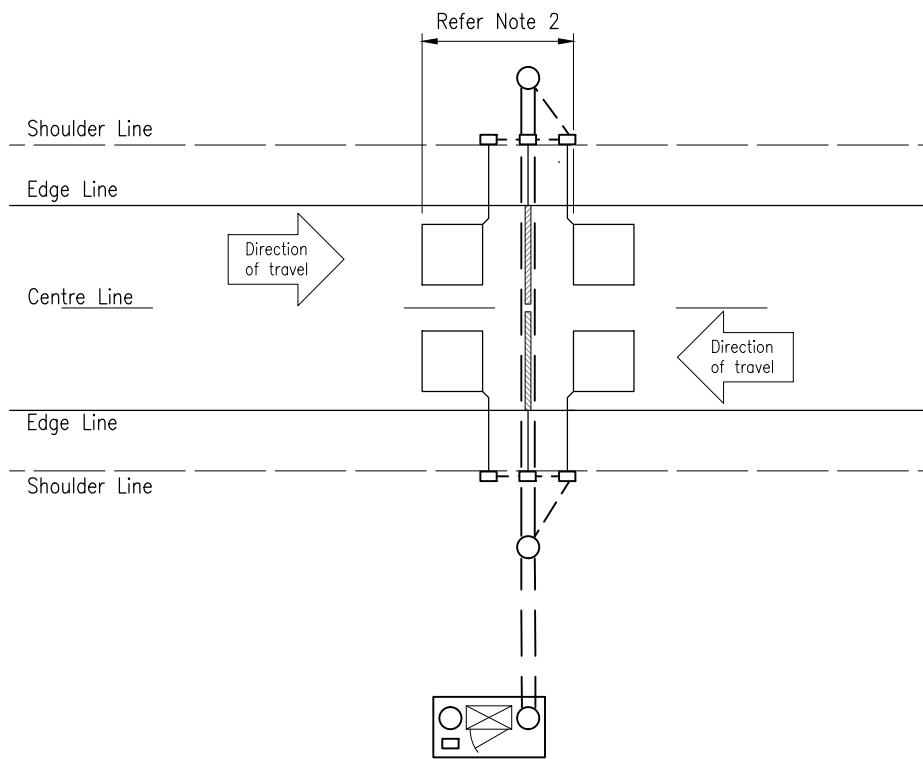 Refer Note 2
Shoulder Line
Edge Line
Direction
of travel
Centre Line
Direction
of travel
Edge Line
Shoulder Line